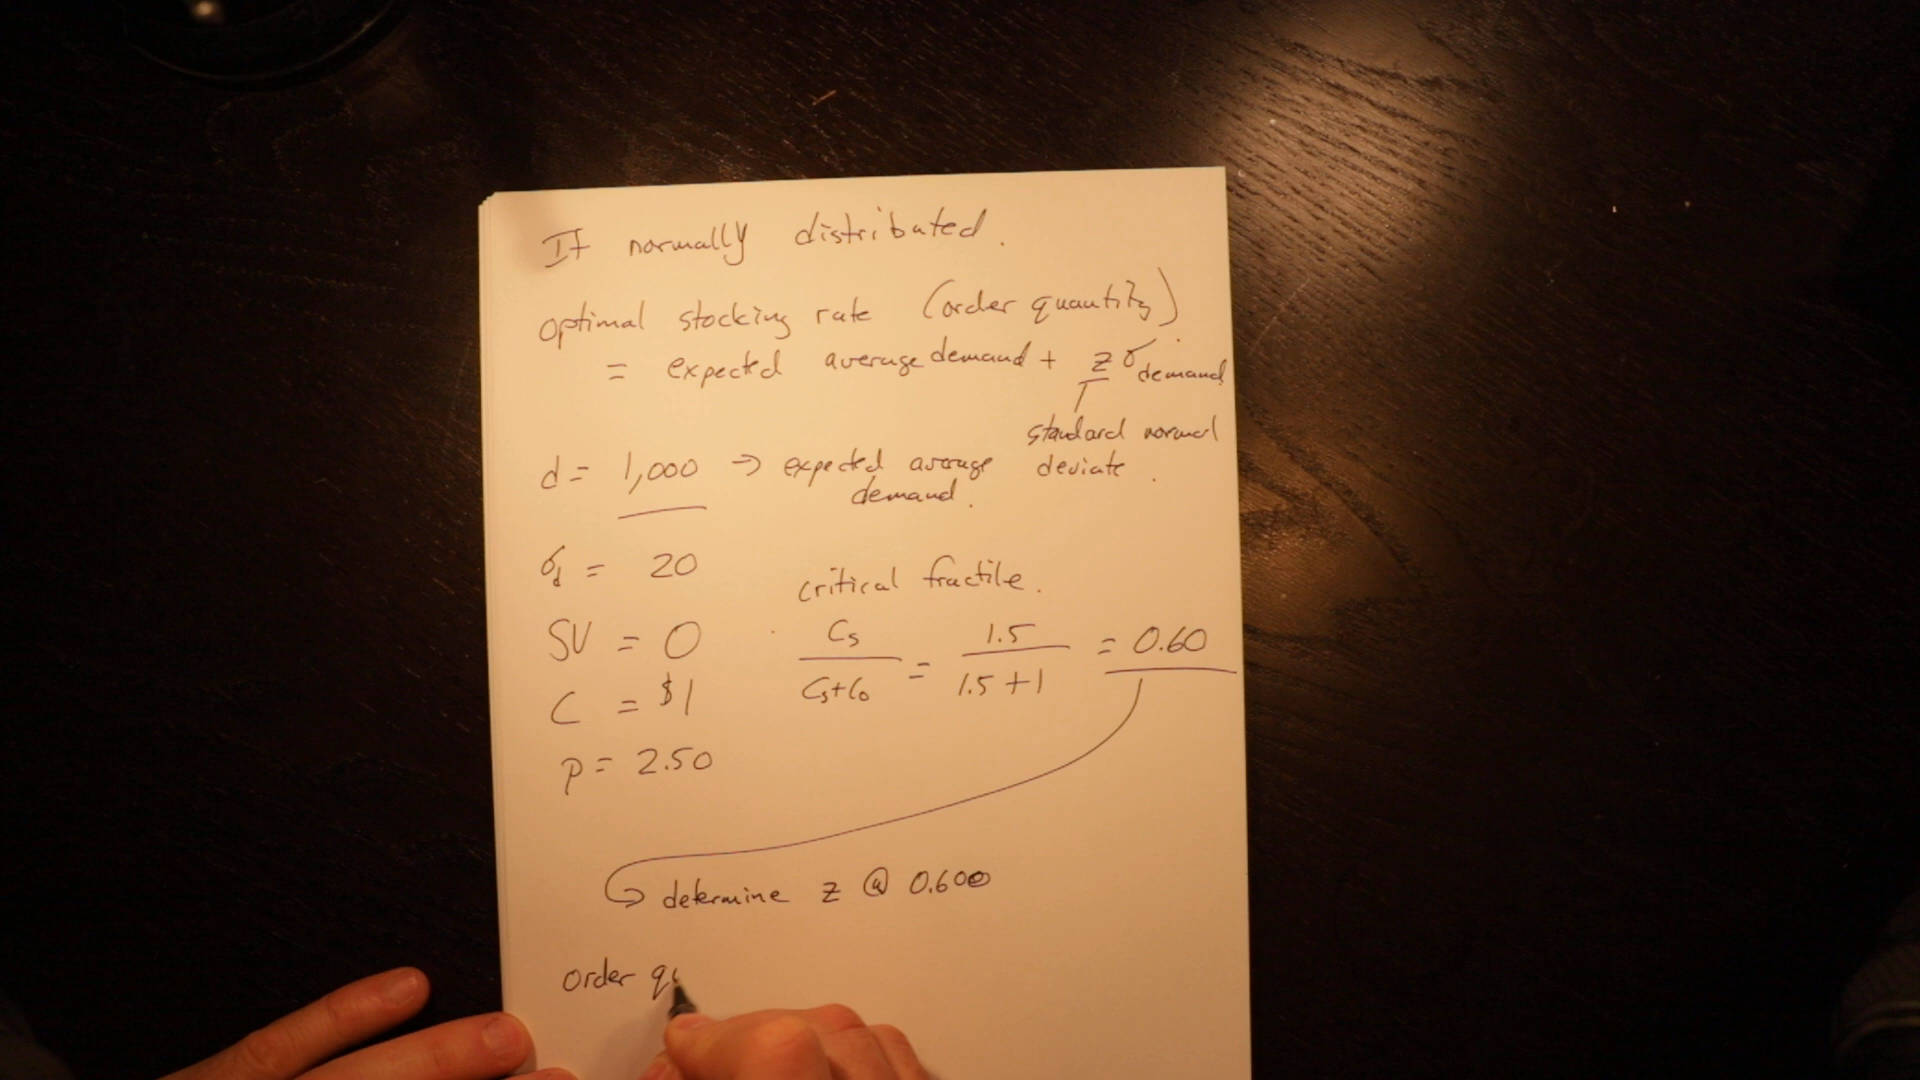 If normally distributed.
optimal stocking rate (order quantity)
= expected average demand + z σ demand
standard normal
deviate.
d = 1,000 → expected average
demand.
σd = 20
critical fractile.
SV = 0
Cs / Cs+Co = 1.5 / 1.5+1 = 0.60
C = $1
p = 2.50
determine z @ 0.600
order qu